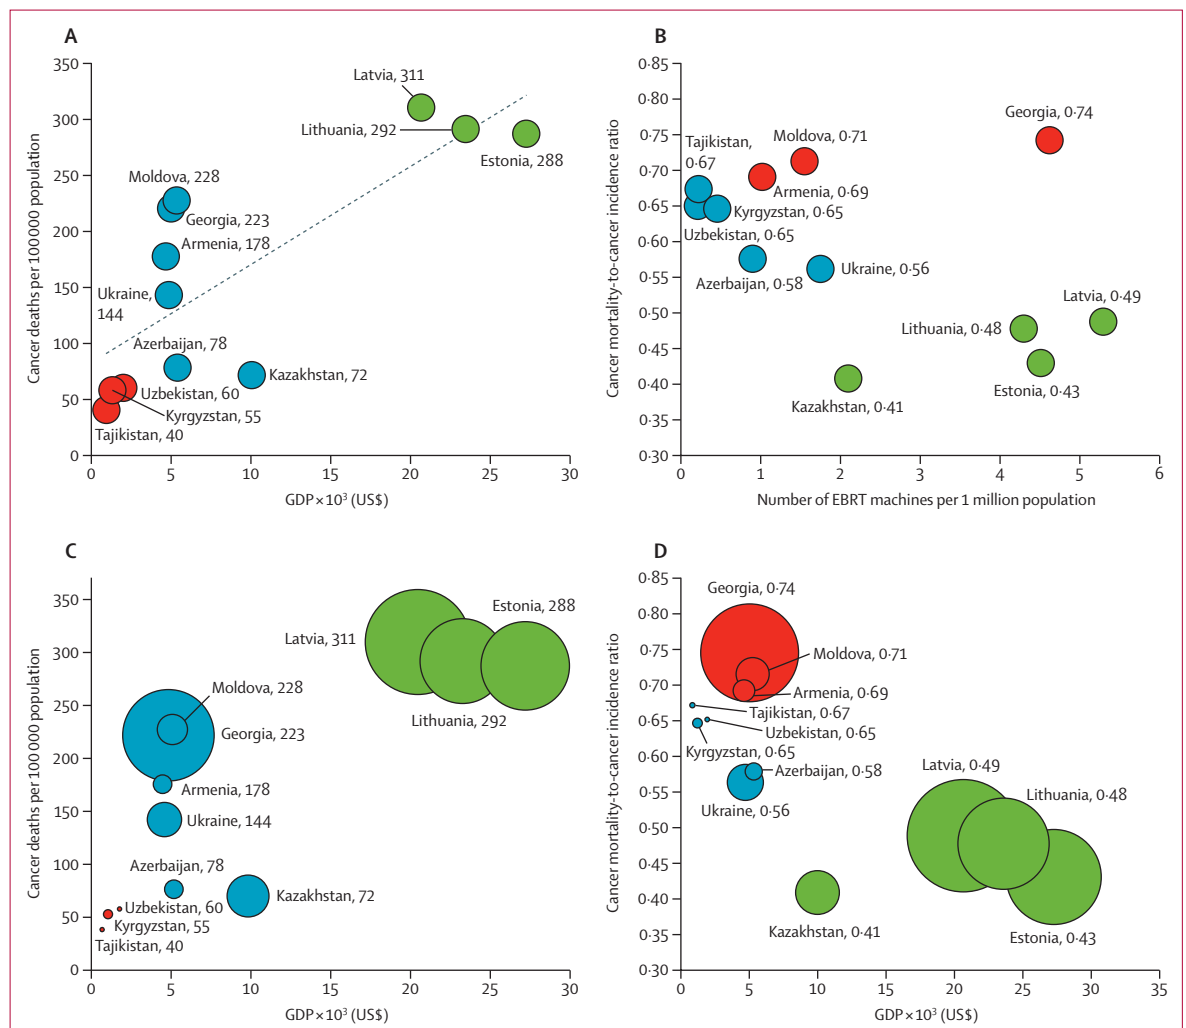 A
Cancer deaths per 100 000 population
350
300
250
200
150
100
50
0
Latvia, 311
Lithuania, 292
Estonia, 288
Moldova, 228
Georgia, 223
Armenia, 178
Ukraine,
144
Azerbaijan, 78
Kazakhstan, 72
Uzbekistan, 60
Kyrgyzstan, 55
Tajikistan, 40
0 5 10 15 20 25 30
GDP × 10³ (US$)
B
Cancer mortality-to-cancer incidence ratio
0·85
0·80
0·75
0·70
0·65
0·60
0·55
0·50
0·45
0·40
0·35
0·30
Georgia, 0·74
Moldova, 0·71
Tajikistan,
0·67
Armenia, 0·69
Kyrgyzstan, 0·65
Uzbekistan, 0·65
Azerbaijan, 0·58
Ukraine, 0·56
Latvia, 0·49
Lithuania, 0·48
Estonia, 0·43
Kazakhstan, 0·41
0 1 2 3 4 5 6
Number of EBRT machines per 1 million population
C
Cancer deaths per 100 000 population
350
300
250
200
150
100
50
0
Estonia, 288
Latvia, 311
Lithuania, 292
Moldova, 228
Georgia, 223
Armenia, 178
Ukraine, 144
Azerbaijan, 78
Kazakhstan, 72
Uzbekistan, 60
Kyrgyzstan, 55
Tajikistan, 40
0 5 10 15 20 25 30
GDP × 10³ (US$)
D
Cancer mortality-to-cancer incidence ratio
0·85
0·80
0·75
0·70
0·65
0·60
0·55
0·50
0·45
0·40
0·35
0·30
Georgia, 0·74
Moldova, 0·71
Armenia, 0·69
Tajikistan, 0·67
Uzbekistan, 0·65
Kyrgyzstan, 0·65
Azerbaijan, 0·58
Ukraine, 0·56
Latvia, 0·49
Lithuania, 0·48
Kazakhstan, 0·41
Estonia, 0·43
0 5 10 15 20 25 30 35
GDP × 10³ (US$)